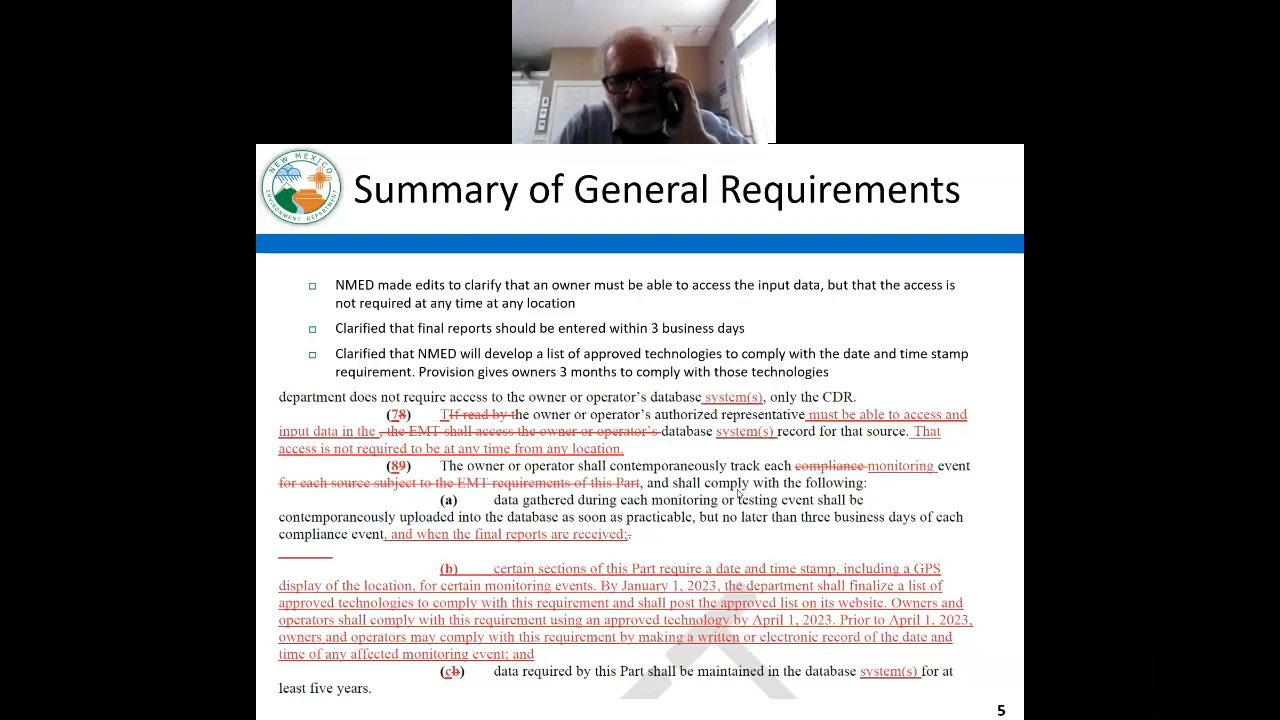 NEW MEXICO
ENVIRONMENT DEPARTMENT
Summary of General Requirements
NMED made edits to clarify that an owner must be able to access the input data, but that the access is
not required at any time at any location
Clarified that final reports should be entered within 3 business days
Clarified that NMED will develop a list of approved technologies to comply with the date and time stamp
requirement. Provision gives owners 3 months to comply with those technologies
department does not require access to the owner or operator's database system(s), only the CDR.
(78) TIf read by the owner or operator's authorized representative must be able to access and
input data in the , the EMT shall access the owner or operator's database system(s) record for that source. That
access is not required to be at any time from any location.
(89) The owner or operator shall contemporaneously track each compliance monitoring event
for each source subject to the EMT requirements of this Part, and shall comply with the following:
(a) data gathered during each monitoring or testing event shall be
contemporaneously uploaded into the database as soon as practicable, but no later than three business days of each
compliance event, and when the final reports are received;.
(b) certain sections of this Part require a date and time stamp, including a GPS
display of the location, for certain monitoring events. By January 1, 2023, the department shall finalize a list of
approved technologies to comply with this requirement and shall post the approved list on its website. Owners and
operators shall comply with this requirement using an approved technology by April 1, 2023. Prior to April 1, 2023,
owners and operators may comply with this requirement by making a written or electronic record of the date and
time of any affected monitoring event; and
(cb) data required by this Part shall be maintained in the database system(s) for at
least five years.
5